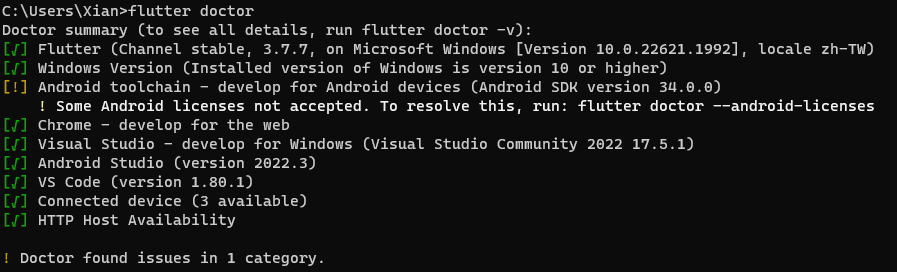 C:\Users\Xian>flutter doctor
Doctor summary (to see all details, run flutter doctor -v):
[√] Flutter (Channel stable, 3.7.7, on Microsoft Windows [Version 10.0.22621.1992], locale zh-TW)
[√] Windows Version (Installed version of Windows is version 10 or higher)
[!] Android toolchain - develop for Android devices (Android SDK version 34.0.0)
! Some Android licenses not accepted. To resolve this, run: flutter doctor --android-licenses
[√] Chrome - develop for the web
[√] Visual Studio - develop for Windows (Visual Studio Community 2022 17.5.1)
[√] Android Studio (version 2022.3)
[√] VS Code (version 1.80.1)
[√] Connected device (3 available)
[√] HTTP Host Availability
! Doctor found issues in 1 category.